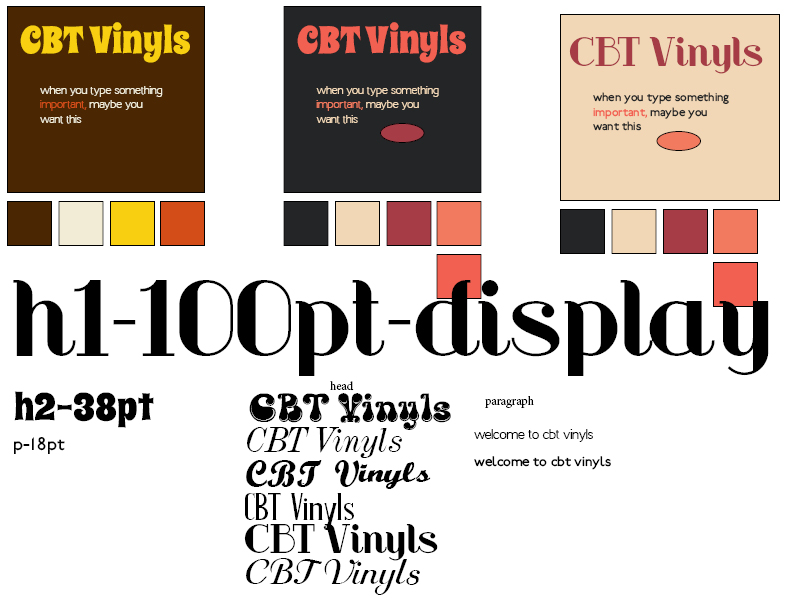 CBT Vinyls
when you type something
important, maybe you
want this
CBT Vinyls
when you type something
important, maybe you
want this
CBT Vinyls
when you type something
important, maybe you
want this
h1-100pt-display
h2-38pt
p-18pt
head
CBT Vinyls
CBT Vinyls
CBT Vinyls
CBT Vinyls
CBT Vinyls
CBT Vinyls
paragraph
welcome to cbt vinyls
welcome to cbt vinyls